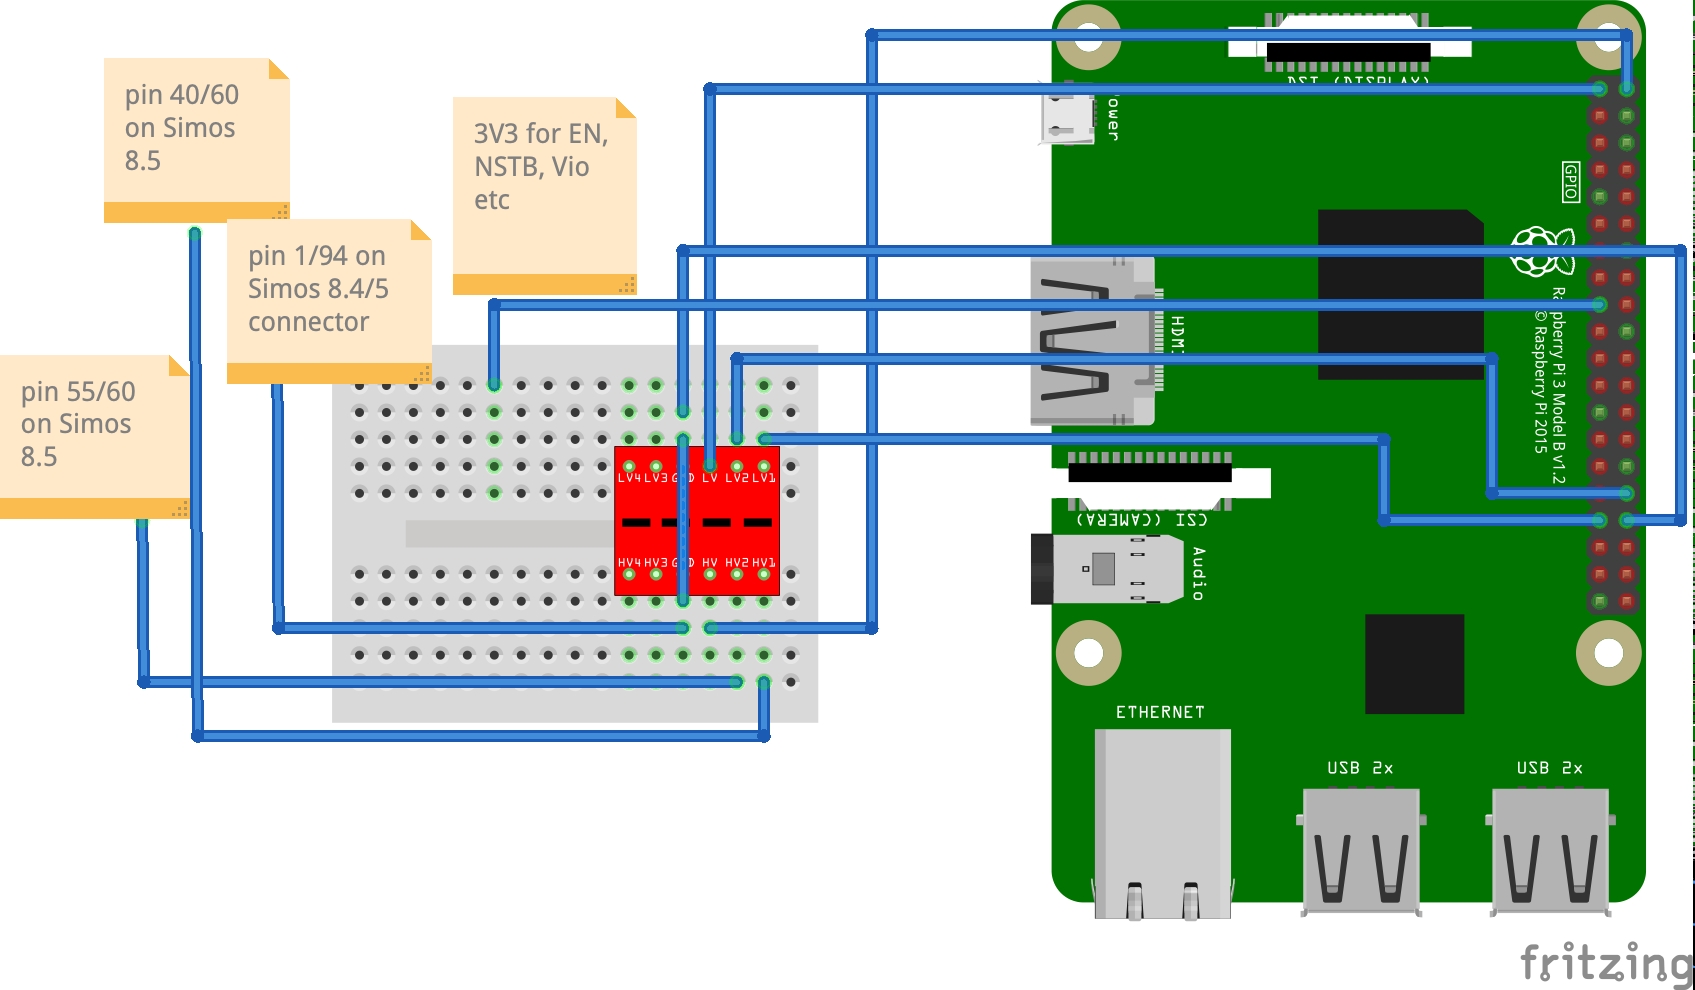 pin 40/60
on Simos
8.5
3V3 for EN,
NSTB, Vio
etc
pin 1/94 on
Simos 8.4/5
connector
pin 55/60
on Simos
8.5
LV4 LV3 GND LV LV2 LV1
HV4 HV3 GND HV HV2 HV1
DSI (DISPLAY)
Power
GPIO
HDMI
Raspberry Pi 3 Model B v1.2
© Raspberry Pi 2015
CSI (CAMERA)
Audio
ETHERNET
USB 2x
USB 2x
fritzing